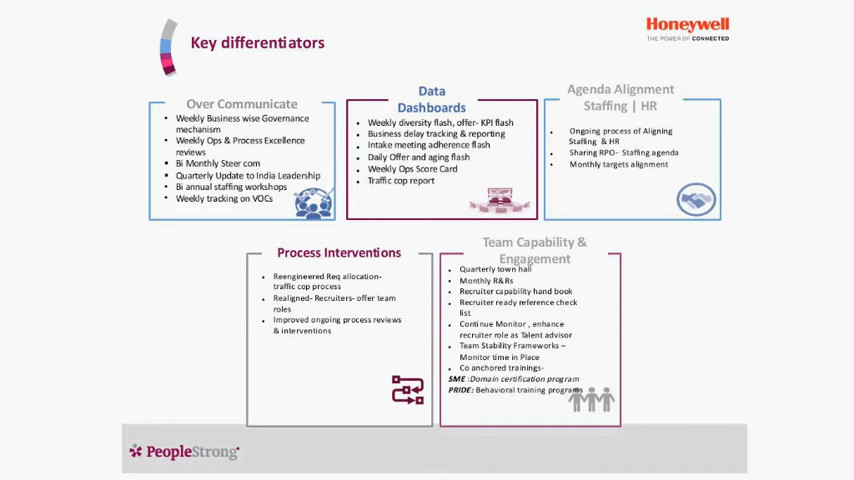 Key differentiators
Honeywell
THE POWER OF CONNECTED
Over Communicate
• Weekly Business wise Governance
mechanism
• Weekly Ops & Process Excellence
reviews
▪ Bi Monthly Steer com
▪ Quarterly Update to India Leadership
• Bi annual staffing workshops
• Weekly tracking on VOCs
Data
Dashboards
• Weekly diversity flash, offer- KPI flash
• Business delay tracking & reporting
• Intake meeting adherence flash
• Daily Offer and aging flash
• Weekly Ops Score Card
• Traffic cop report
Agenda Alignment
Staffing | HR
• Ongoing process of Aligning
Staffing & HR
• Sharing RPO- Staffing agenda
• Monthly targets alignment
Process Interventions
• Reengineered Req allocation-
traffic cop process
• Realigned- Recruiters- offer team
roles
• Improved ongoing process reviews
& interventions
Team Capability &
Engagement
• Quarterly town hall
• Monthly R&Rs
• Recruiter capability hand book
• Recruiter ready reference check
list
• Continue Monitor , enhance
recruiter role as Talent advisor
• Team Stability Frameworks –
Monitor time in Place
• Co anchored trainings-
SME :Domain certification program
PRIDE: Behavioral training programs
PeopleStrong